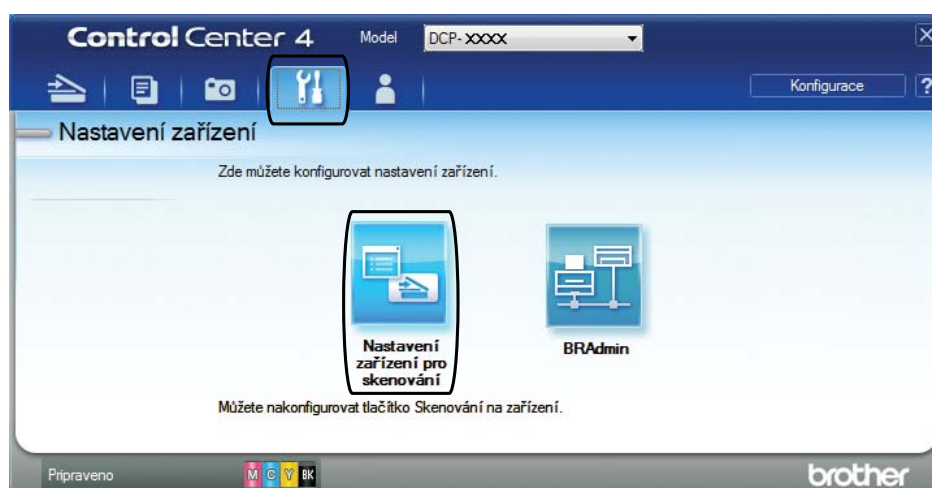 Control Center 4 Model DCP-XXXX X
Konfigurace ?
Nastavení zařízení
Zde můžete konfigurovat nastavení zařízení.
Nastavení
zařízení pro
skenování
BRAdmin
Můžete nakonfigurovat tlačítko Skenování na zařízení.
Pripraveno M C Y BK brother